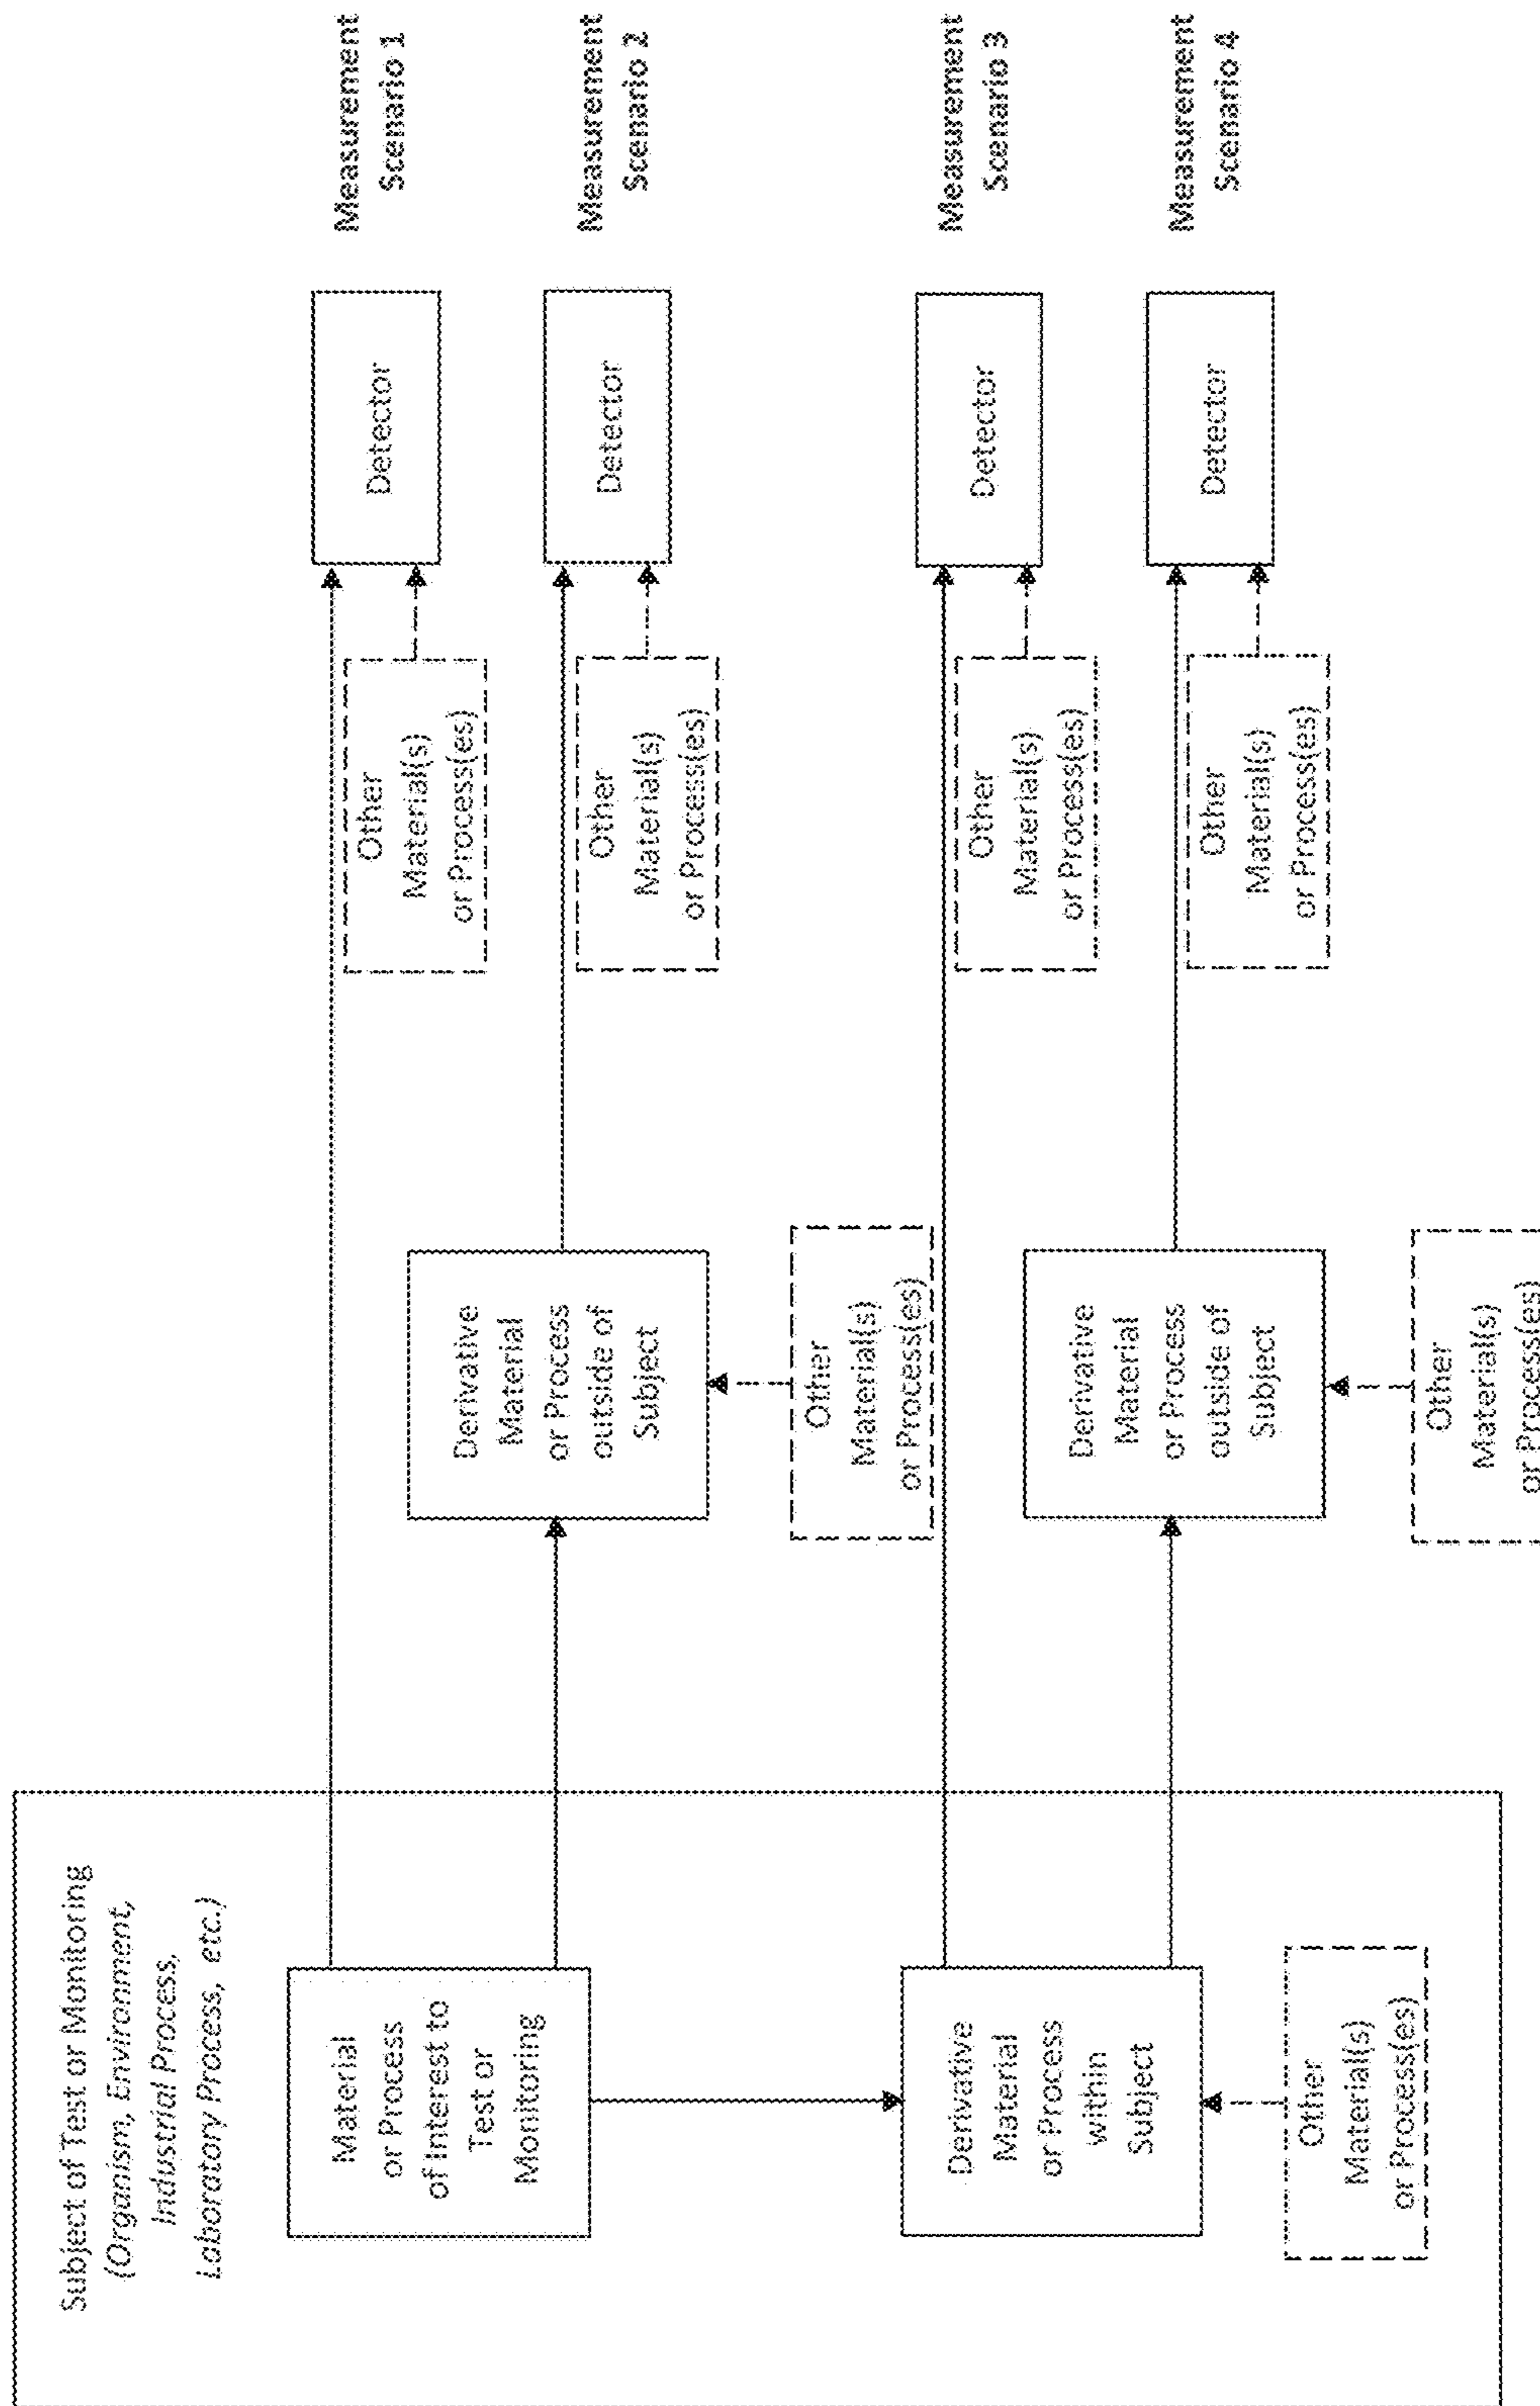 Subject of Test or Monitoring
(Organism, Environment,
Industrial Process,
Laboratory Process, etc.)
Material
or Process
of Interest to
Test or
Monitoring
Derivative
Material
or Process
within
Subject
Other
Material(s)
or Process(es)
Derivative
Material
or Process
outside of
Subject
Other
Material(s)
or Process(es)
Derivative
Material
or Process
outside of
Subject
Other
Material(s)
or Process(es)
Other
Material(s)
or Process(es)
Other
Material(s)
or Process(es)
Other
Material(s)
or Process(es)
Other
Material(s)
or Process(es)
Detector
Detector
Detector
Detector
Measurement
Scenario 1
Measurement
Scenario 2
Measurement
Scenario 3
Measurement
Scenario 4